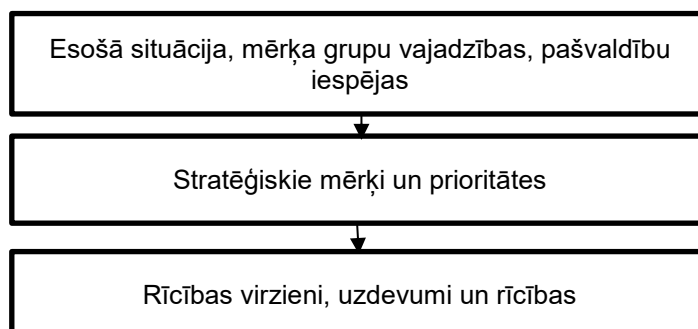 Esošā situācija, mērķa grupu vajadzības, pašvaldību
iespējas
Stratēģiskie mērķi un prioritātes
Rīcības virzieni, uzdevumi un rīcības